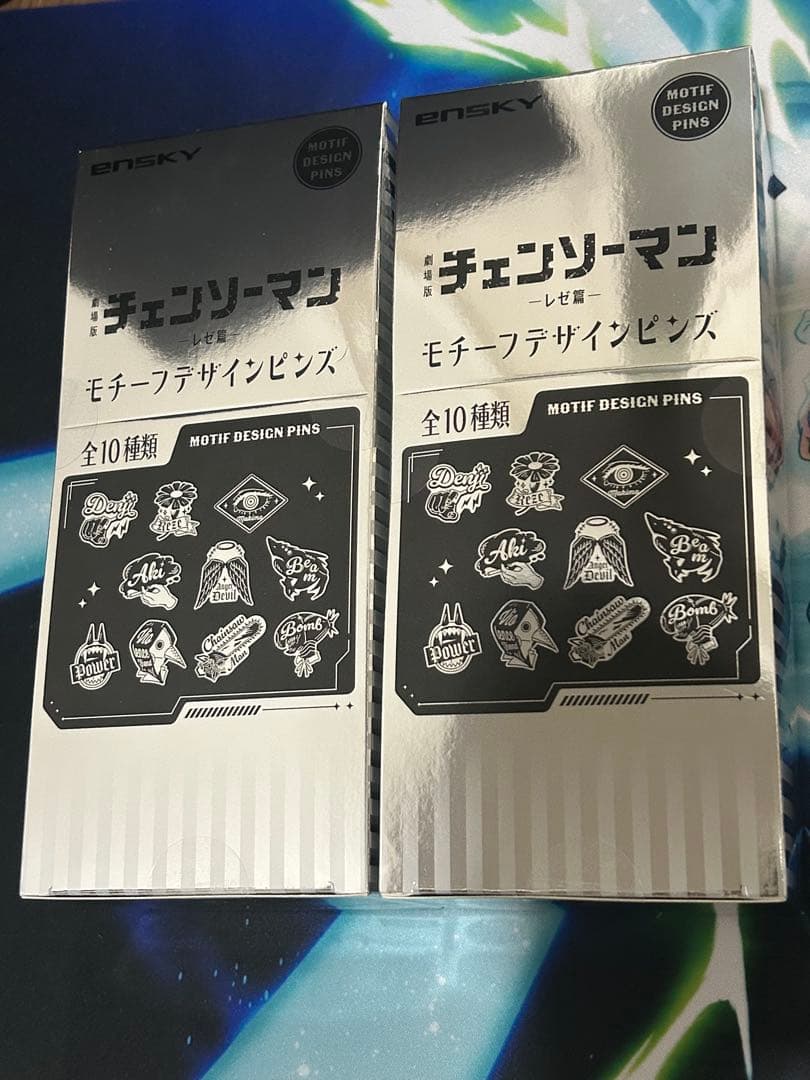 ensky
MOTIF
DESIGN
PINS
劇場版
チェンソーマン
—レゼ篇—
モチーフデザインピンズ
全10種類
MOTIF DESIGN PINS
Denji
Reze
Makima
Aki
Angel
Devil
Beam
Power
Chainsaw
Man
Bomb
ensky
MOTIF
DESIGN
PINS
劇場版
チェンソーマン
—レゼ篇—
モチーフデザインピンズ
全10種類
MOTIF DESIGN PINS
Denji
Reze
Makima
Aki
Angel
Devil
Beam
Power
Chainsaw
Man
Bomb